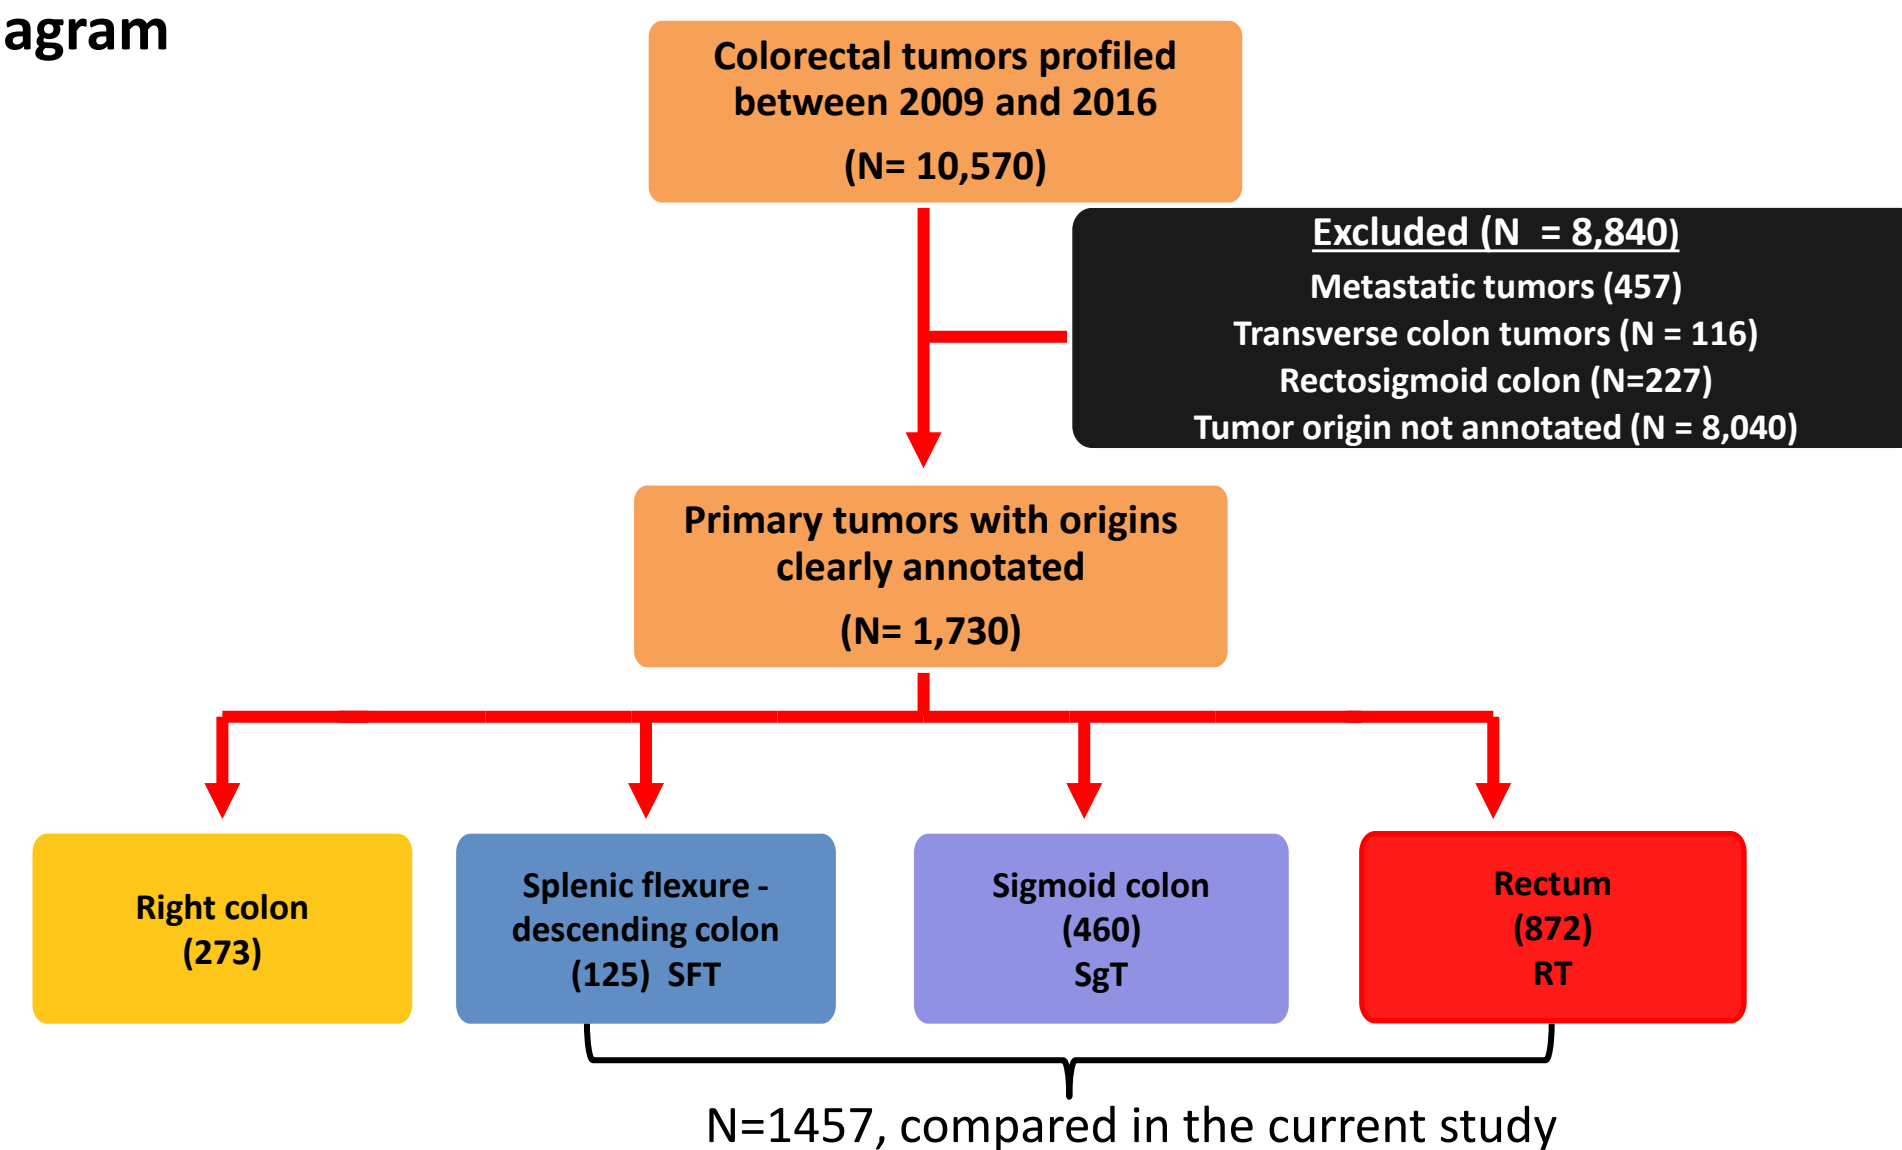 agram
Colorectal tumors profiled
between 2009 and 2016
(N= 10,570)
Excluded (N  = 8,840)
Metastatic tumors (457)
Transverse colon tumors (N = 116)
Rectosigmoid colon (N=227)
Tumor origin not annotated (N = 8,040)
Primary tumors with origins
clearly annotated
(N= 1,730)
Right colon
(273)
Splenic flexure -
descending colon
(125)  SFT
Sigmoid colon
(460)
SgT
Rectum
(872)
RT
N=1457, compared in the current study